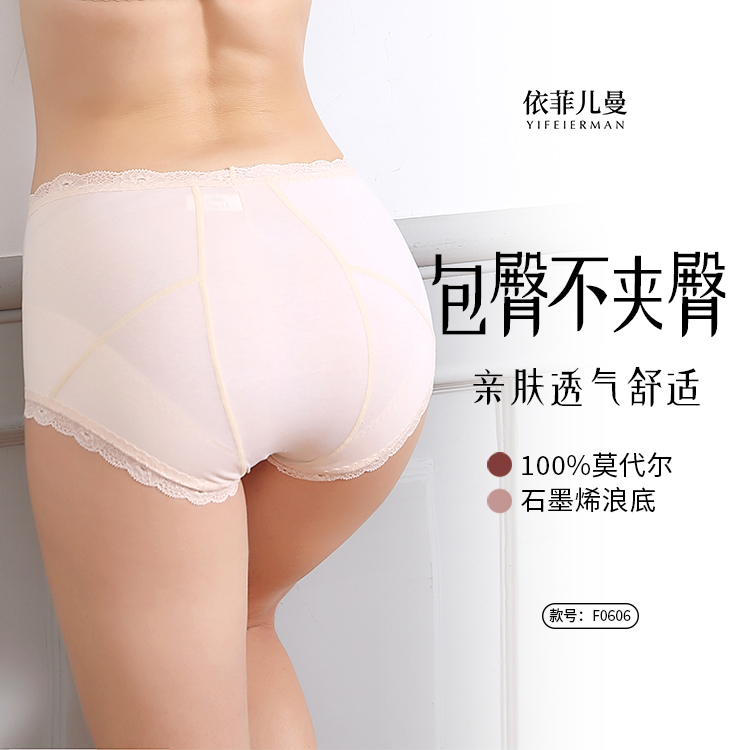 依菲儿曼
YIFEIERMAN
包臀不夹臀
亲肤透气舒适
100%莫代尔
石墨烯浪底
款号：F0606